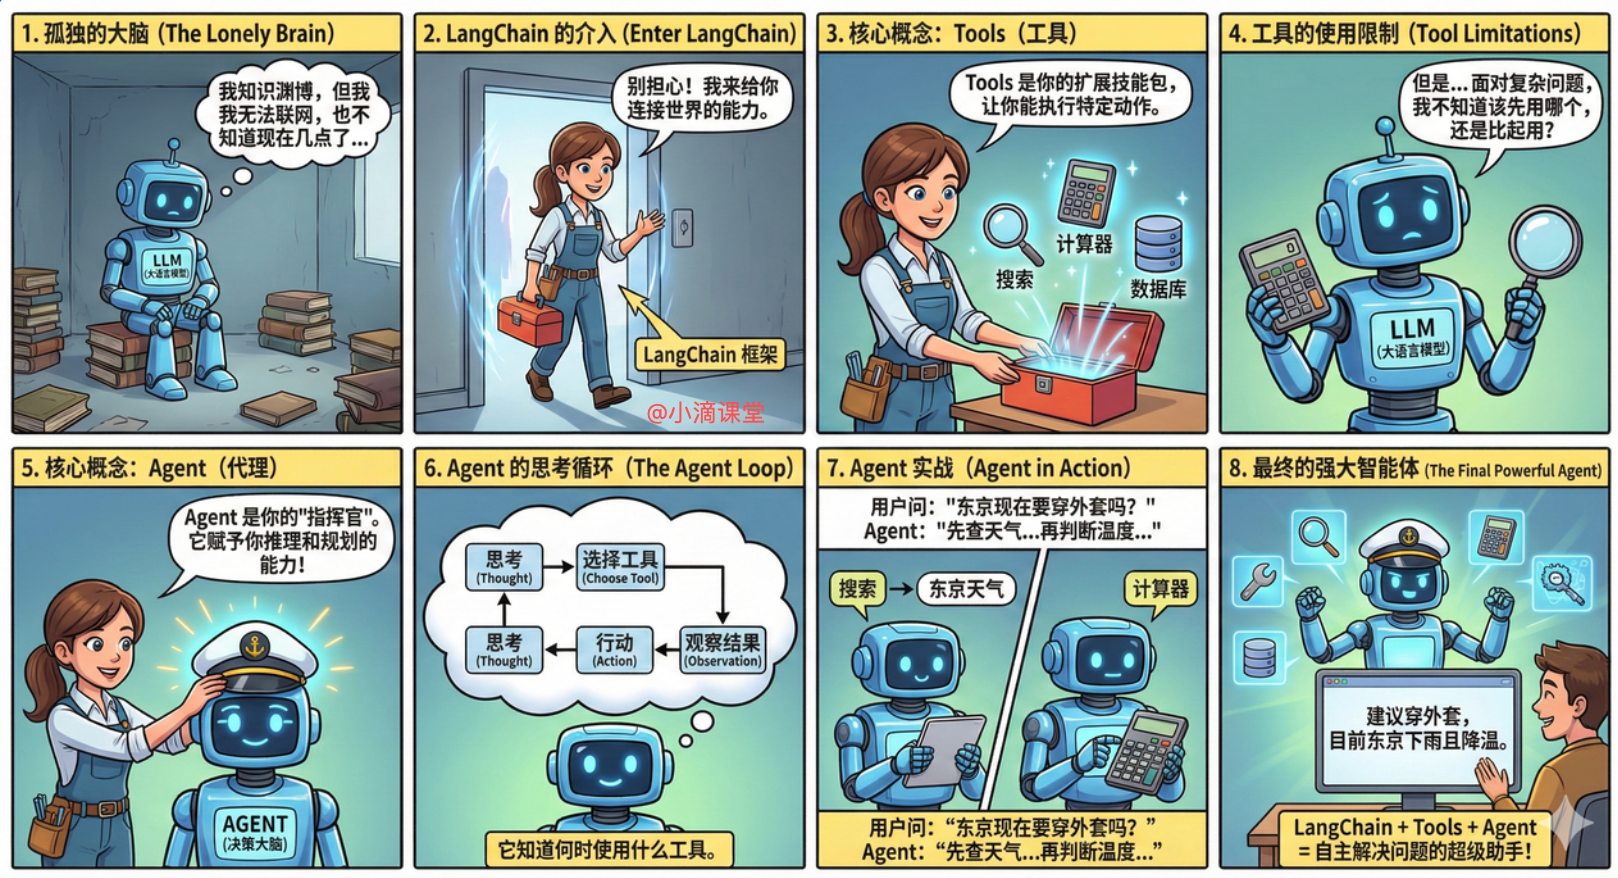 1. 孤独的大脑 (The Lonely Brain)
我知识渊博，但我
我无法联网，也不
知道现在几点了...
LLM
(大语言模型)
2. LangChain 的介入 (Enter LangChain)
别担心！我来给你
连接世界的能力。
LangChain 框架
@小滴课堂
3. 核心概念：Tools（工具）
Tools 是你的扩展技能包，
让你能执行特定动作。
搜索
计算器
数据库
4. 工具的使用限制（Tool Limitations）
但是... 面对复杂问题，
我不知道该先用哪个，
还是比起用？
0
LLM
(大语言模型)
5. 核心概念：Agent（代理）
Agent 是你的"指挥官"。
它赋予你推理和规划的
能力！
AGENT
(决策大脑)
6. Agent 的思考循环（The Agent Loop）
思考
(Thought)
选择工具
(Choose Tool)
思考
(Thought)
行动
(Action)
观察结果
(Observation)
它知道何时使用什么工具。
7. Agent 实战（Agent in Action）
用户问："东京现在要穿外套吗？"
Agent："先查天气...再判断温度..."
搜索
东京天气
计算器
用户问：“东京现在要穿外套吗？”
Agent：“先查天气...再判断温度...”
8. 最终的强大智能体 (The Final Powerful Agent)
建议穿外套，
目前东京下雨且降温。
LangChain + Tools + Agent
= 自主解决问题的超级助手！